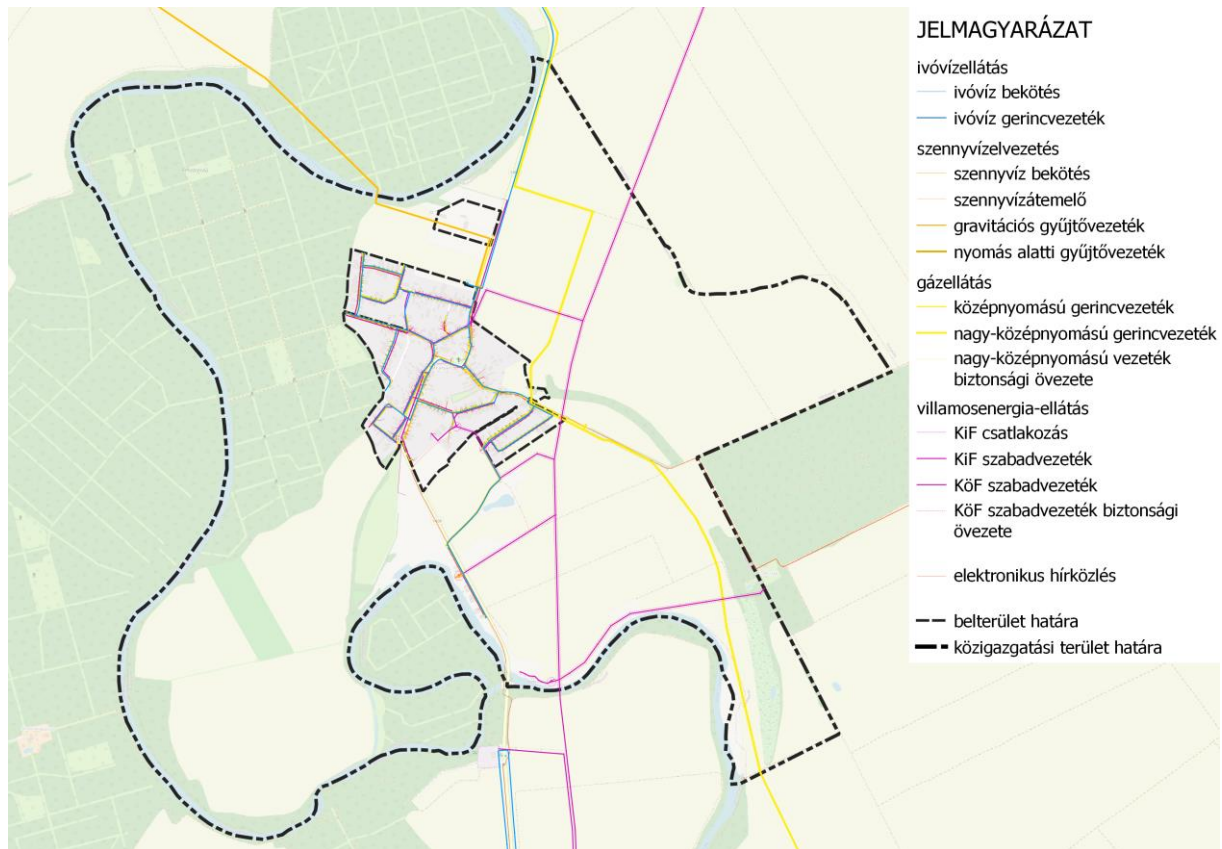 JELMAGYARÁZAT
ivóvízellátás
ivóvíz bekötés
ivóvíz gerincvezeték
szennyvízelvezetés
szennyvíz bekötés
szennyvízátemelő
gravitációs gyűjtővezeték
nyomás alatti gyűjtővezeték
gázellátás
középnyomású gerincvezeték
nagy-középnyomású gerincvezeték
nagy-középnyomású vezeték
biztonsági övezete
villamosenergia-ellátás
KiF csatlakozás
KiF szabadvezeték
KöF szabadvezeték
KöF szabadvezeték biztonsági
övezete
elektronikus hírközlés
belterület határa
közigazgatási terület határa